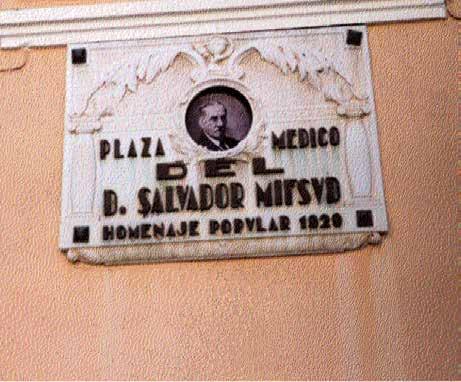 PLAZA MEDICO
DEL
D. SALVADOR MIFSVD
HOMENAJE POPVLAR 1929